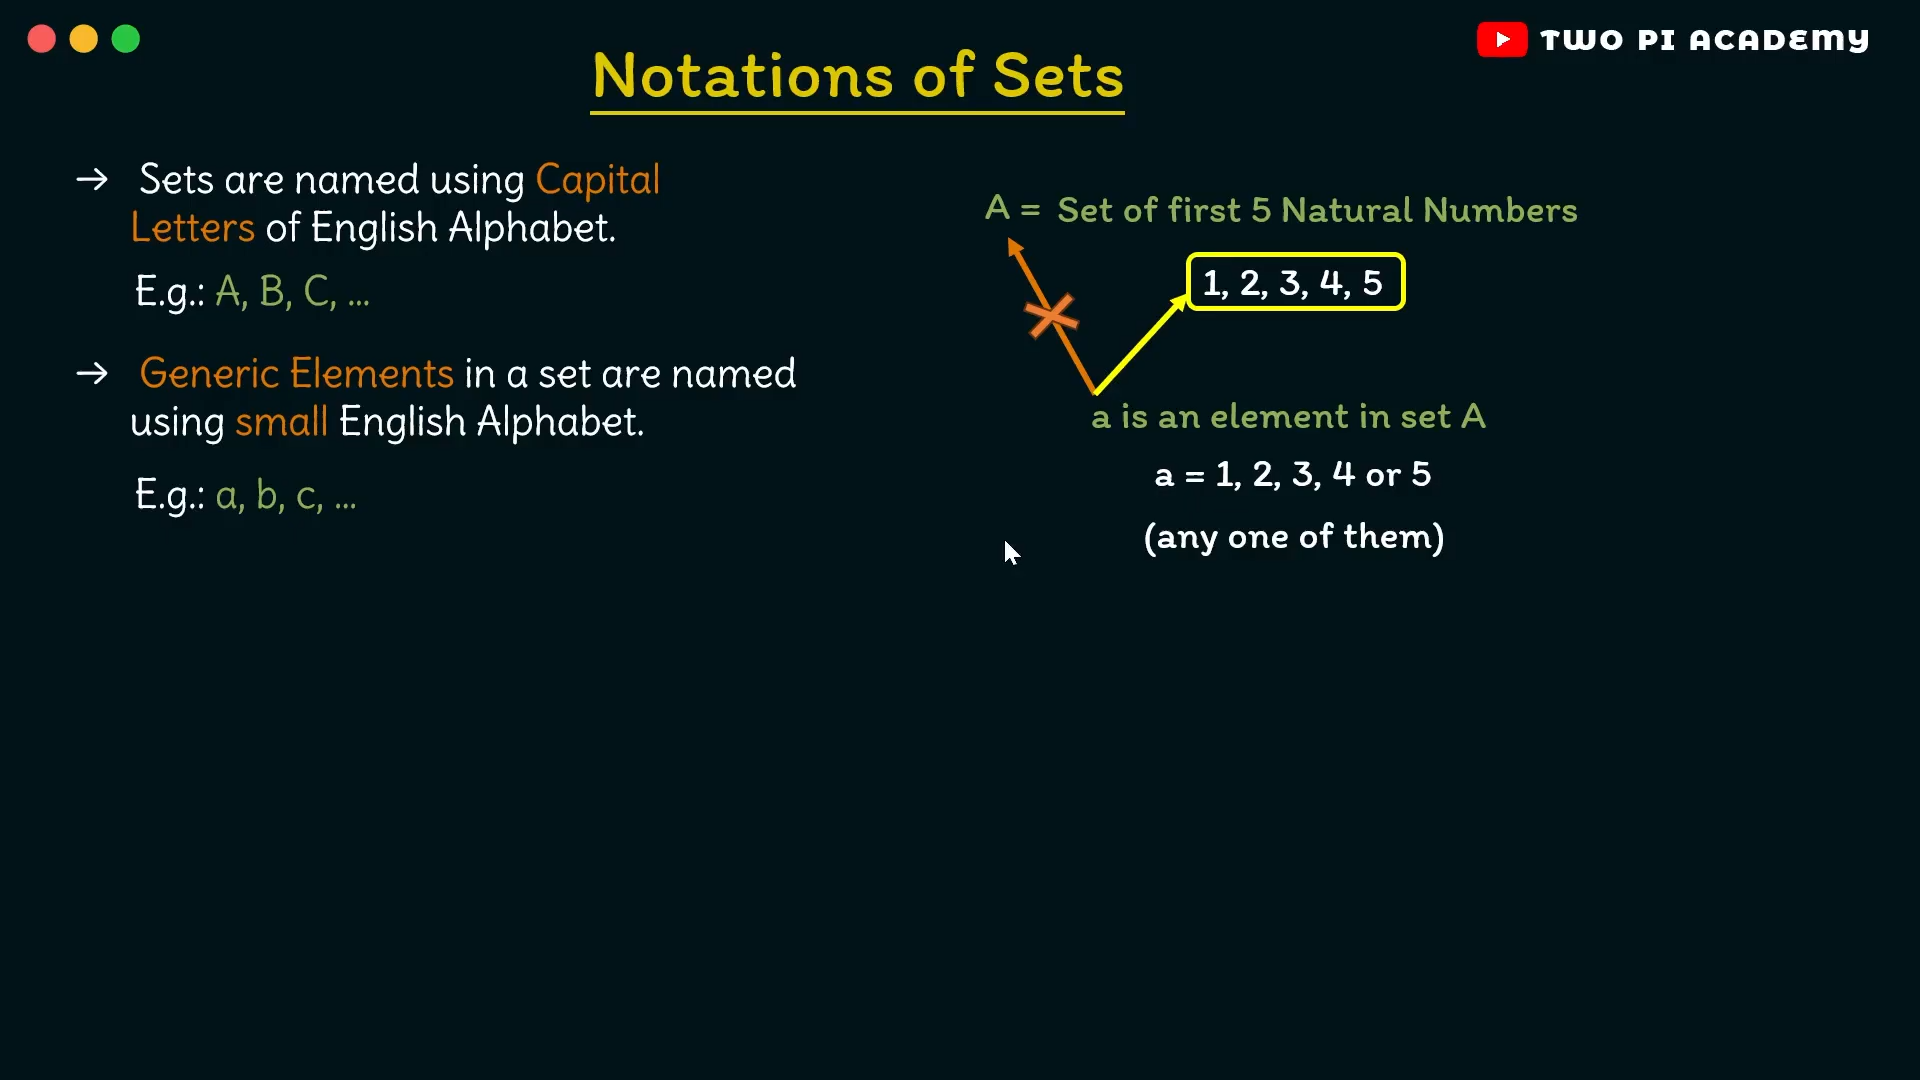 TWO PI ACADEMY
Notations of Sets
→ Sets are named using Capital
Letters of English Alphabet.
E.g.: A, B, C, ...
→ Generic Elements in a set are named
using small English Alphabet.
E.g.: a, b, c, ...
A = Set of first 5 Natural Numbers
1, 2, 3, 4, 5
a is an element in set A
a = 1, 2, 3, 4 or 5
(any one of them)